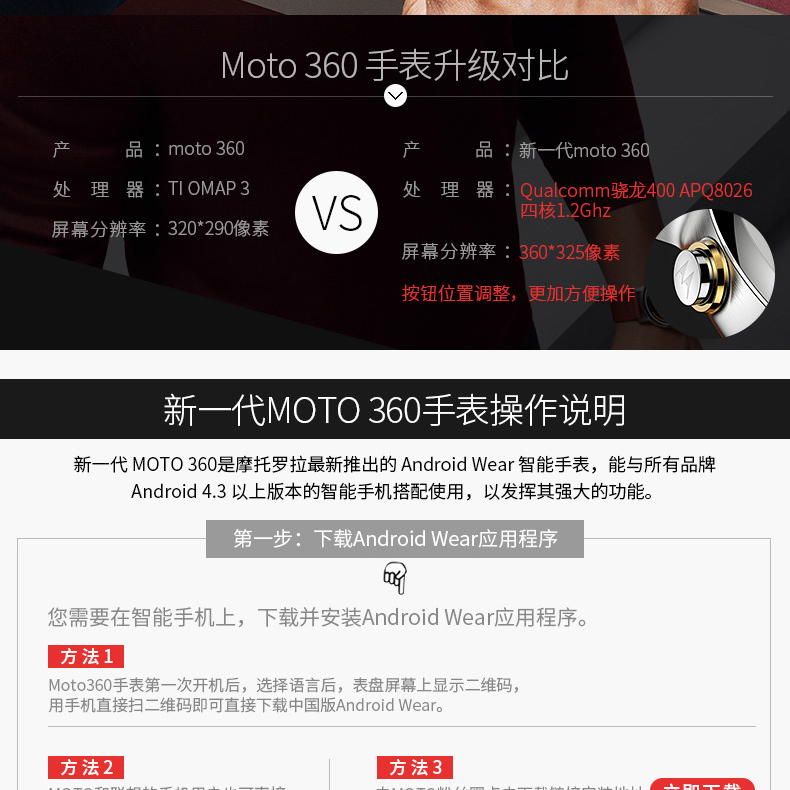 Moto 360 手表升级对比
产 品：moto 360
处 理 器：TI OMAP 3
屏幕分辨率：320*290像素
VS
产 品：新一代moto 360
处 理 器：Qualcomm骁龙400 APQ8026
四核1.2Ghz
屏幕分辨率：360*325像素
按钮位置调整，更加方便操作
新一代MOTO 360手表操作说明
新一代 MOTO 360是摩托罗拉最新推出的 Android Wear 智能手表，能与所有品牌
Android 4.3 以上版本的智能手机搭配使用，以发挥其强大的功能。
第一步：下载Android Wear应用程序
您需要在智能手机上，下载并安装Android Wear应用程序。
方法1
Moto360手表第一次开机后，选择语言后，表盘屏幕上显示二维码，
用手机直接扫二维码即可直接下载中国版Android Wear。
方法2
方法3
立即下载